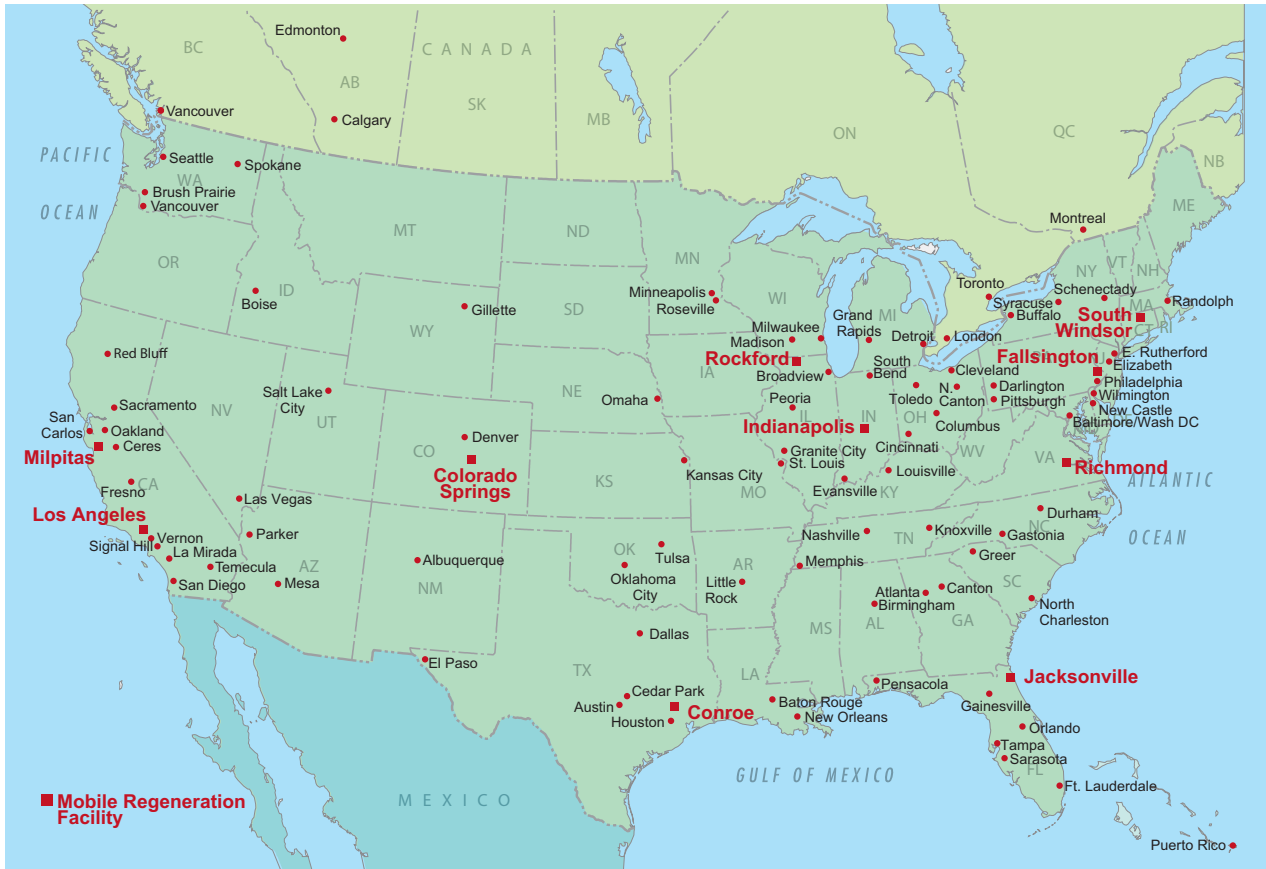 Edmonton
BC
CANADA
AB
SK
MB
ON
QC
NB
Vancouver
Calgary
PACIFIC
OCEAN
Seattle
Spokane
WA
Brush Prairie
Vancouver
MT
ND
MN
ME
Montreal
OR
ID
Boise
Gillette
WY
SD
Minneapolis
Roseville
WI
MI
Toronto
NY
VT
NH
Schenectady
Syracuse
Buffalo
MA
Randolph
South
Windsor
CT
RI
Milwaukee
Madison
Grand
Rapids
Detroit
London
Rockford
Broadview
South
Bend
Cleveland
Fallsington
E. Rutherford
Elizabeth
Philadelphia
Wilmington
New Castle
Baltimore/Wash DC
Red Bluff
Salt Lake
City
NE
IA
Omaha
Peoria
Toledo
N.
Canton
Darlington
Pittsburgh
Sacramento
NV
UT
San
Carlos
Oakland
Ceres
Milpitas
Denver
CO
Colorado
Springs
IL
IN
OH
Indianapolis
Columbus
Cincinnati
WV
VA
Richmond
ATLANTIC
OCEAN
Granite City
St. Louis
Louisville
Kansas City
Evansville
KY
KS
MO
Fresno
CA
Las Vegas
Los Angeles
Vernon
Signal Hill
La Mirada
Temecula
San Diego
Parker
AZ
Mesa
Albuquerque
NM
OK
Tulsa
Oklahoma
City
AR
Little
Rock
Nashville
TN
Knoxville
Memphis
Durham
NC
Gastonia
Greer
SC
Atlanta
Canton
Birmingham
North
Charleston
MS
AL
GA
Dallas
El Paso
TX
LA
Cedar Park
Austin
Houston
Conroe
Baton Rouge
New Orleans
Pensacola
Jacksonville
Gainesville
Orlando
Tampa
Sarasota
FL
Ft. Lauderdale
GULF OF MEXICO
MEXICO
Mobile Regeneration
Facility
Puerto Rico